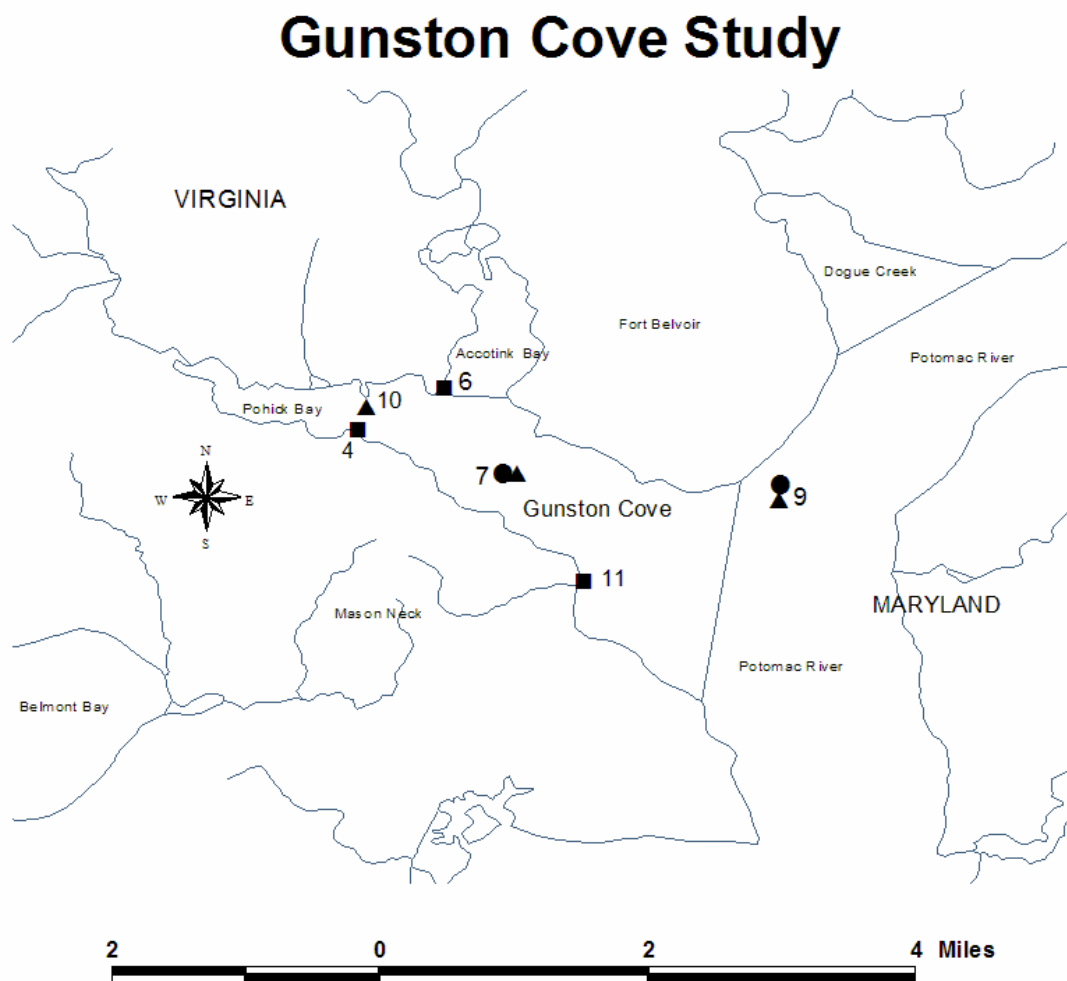 Gunston Cove Study
VIRGINIA
Dogue Creek
Fort Belvoir
Accotink Bay
Potomac River
6
Pohick Bay
10
4
N
W E
S
7
9
Gunston Cove
11
MARYLAND
Mason Neck
Potomac River
Belmont Bay
2 0 2 4 Miles